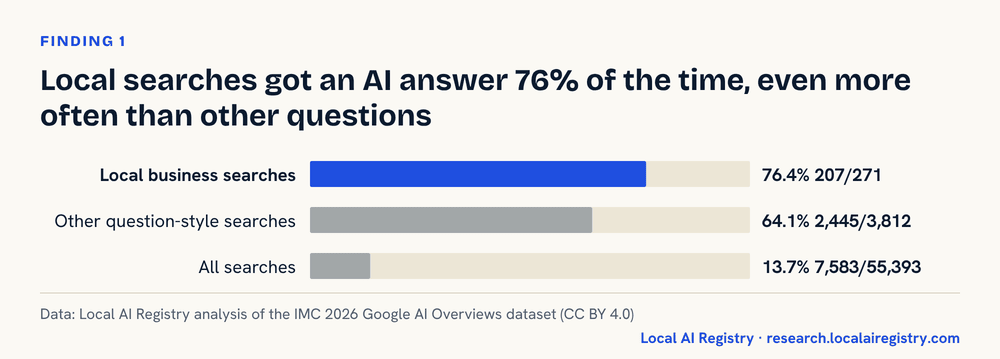 FINDING 1
Local searches got an AI answer 76% of the time, even more
often than other questions
Local business searches 76.4% 207/271
Other question-style searches 64.1% 2,445/3,812
All searches 13.7% 7,583/55,393
Data: Local AI Registry analysis of the IMC 2026 Google AI Overviews dataset (CC BY 4.0)
Local AI Registry · research.localairegistry.com